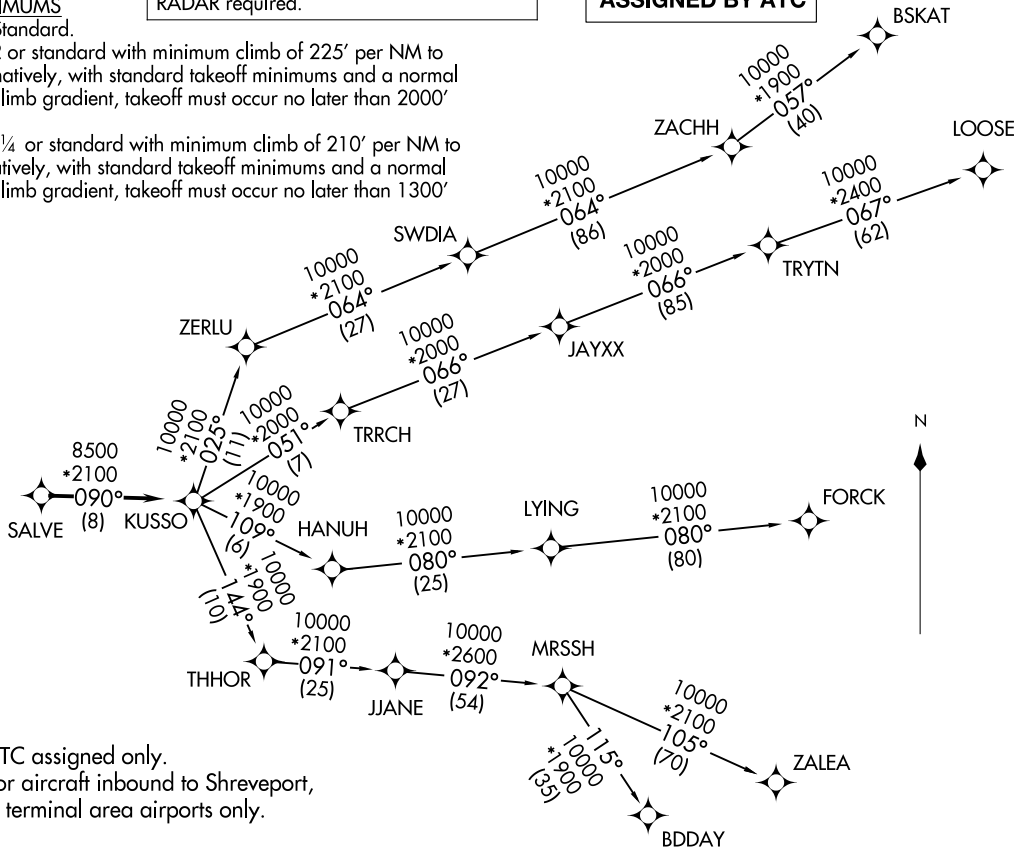 IMUMS
Standard.
2 or standard with minimum climb of 225′ per NM to
natively, with standard takeoff minimums and a normal
limb gradient, takeoff must occur no later than 2000′
¼ or standard with minimum climb of 210′ per NM to
atively, with standard takeoff minimums and a normal
limb gradient, takeoff must occur no later than 1300′
RADAR required.
ASSIGNED BY ATC
BSKAT
10000
*1900
057°
(40)
ZACHH
LOOSE
10000
*2100
064°
(86)
10000
*2400
067°
(62)
SWDIA
10000
*2000
066°
(85)
TRYTN
10000
*2100
064°
(27)
ZERLU
10000
*2000
066°
(27)
JAYXX
10000
*2100
025°
(11)
10000
*2000
051°
(7)
TRRCH
N
8500
*2100
090°
(8)
SALVE
KUSSO
10000
*1900
109°
(6)
HANUH
10000
*2100
080°
(25)
LYING
10000
*2100
080°
(80)
FORCK
10000
*1900
144°
(10)
THHOR
10000
*2100
091°
(25)
JJANE
10000
*2600
092°
(54)
MRSSH
10000
*2100
105°
(70)
ZALEA
115°
10000
*1900
(35)
BDDAY
TC assigned only.
or aircraft inbound to Shreveport,
terminal area airports only.